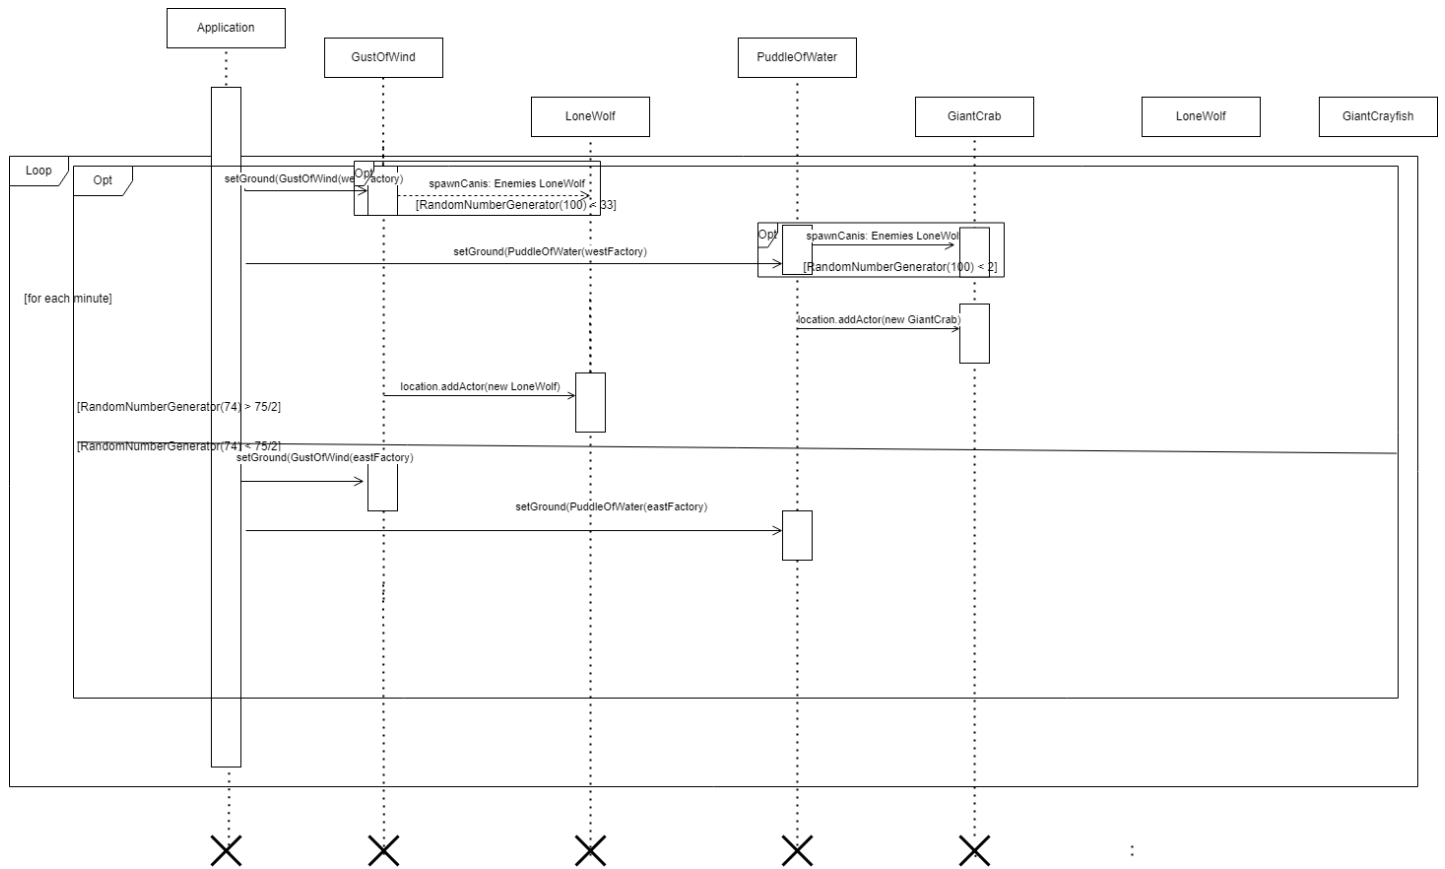 Application
GustOfWind
PuddleOfWater
LoneWolf
GiantCrab
LoneWolf
GiantCrayfish
Loop
Opt
Opt
setGround(GustOfWind(westFactory)
spawnCanis: Enemies LoneWolf
[RandomNumberGenerator(100) < 33]
Opt
spawnCanis: Enemies LoneWolf
setGround(PuddleOfWater(westFactory)
[RandomNumberGenerator(100) < 2]
[for each minute]
location.addActor(new GiantCrab)
location.addActor(new LoneWolf)
[RandomNumberGenerator(74) > 75/2]
[RandomNumberGenerator(74) < 75/2]
setGround(GustOfWind(eastFactory)
setGround(PuddleOfWater(eastFactory)
: